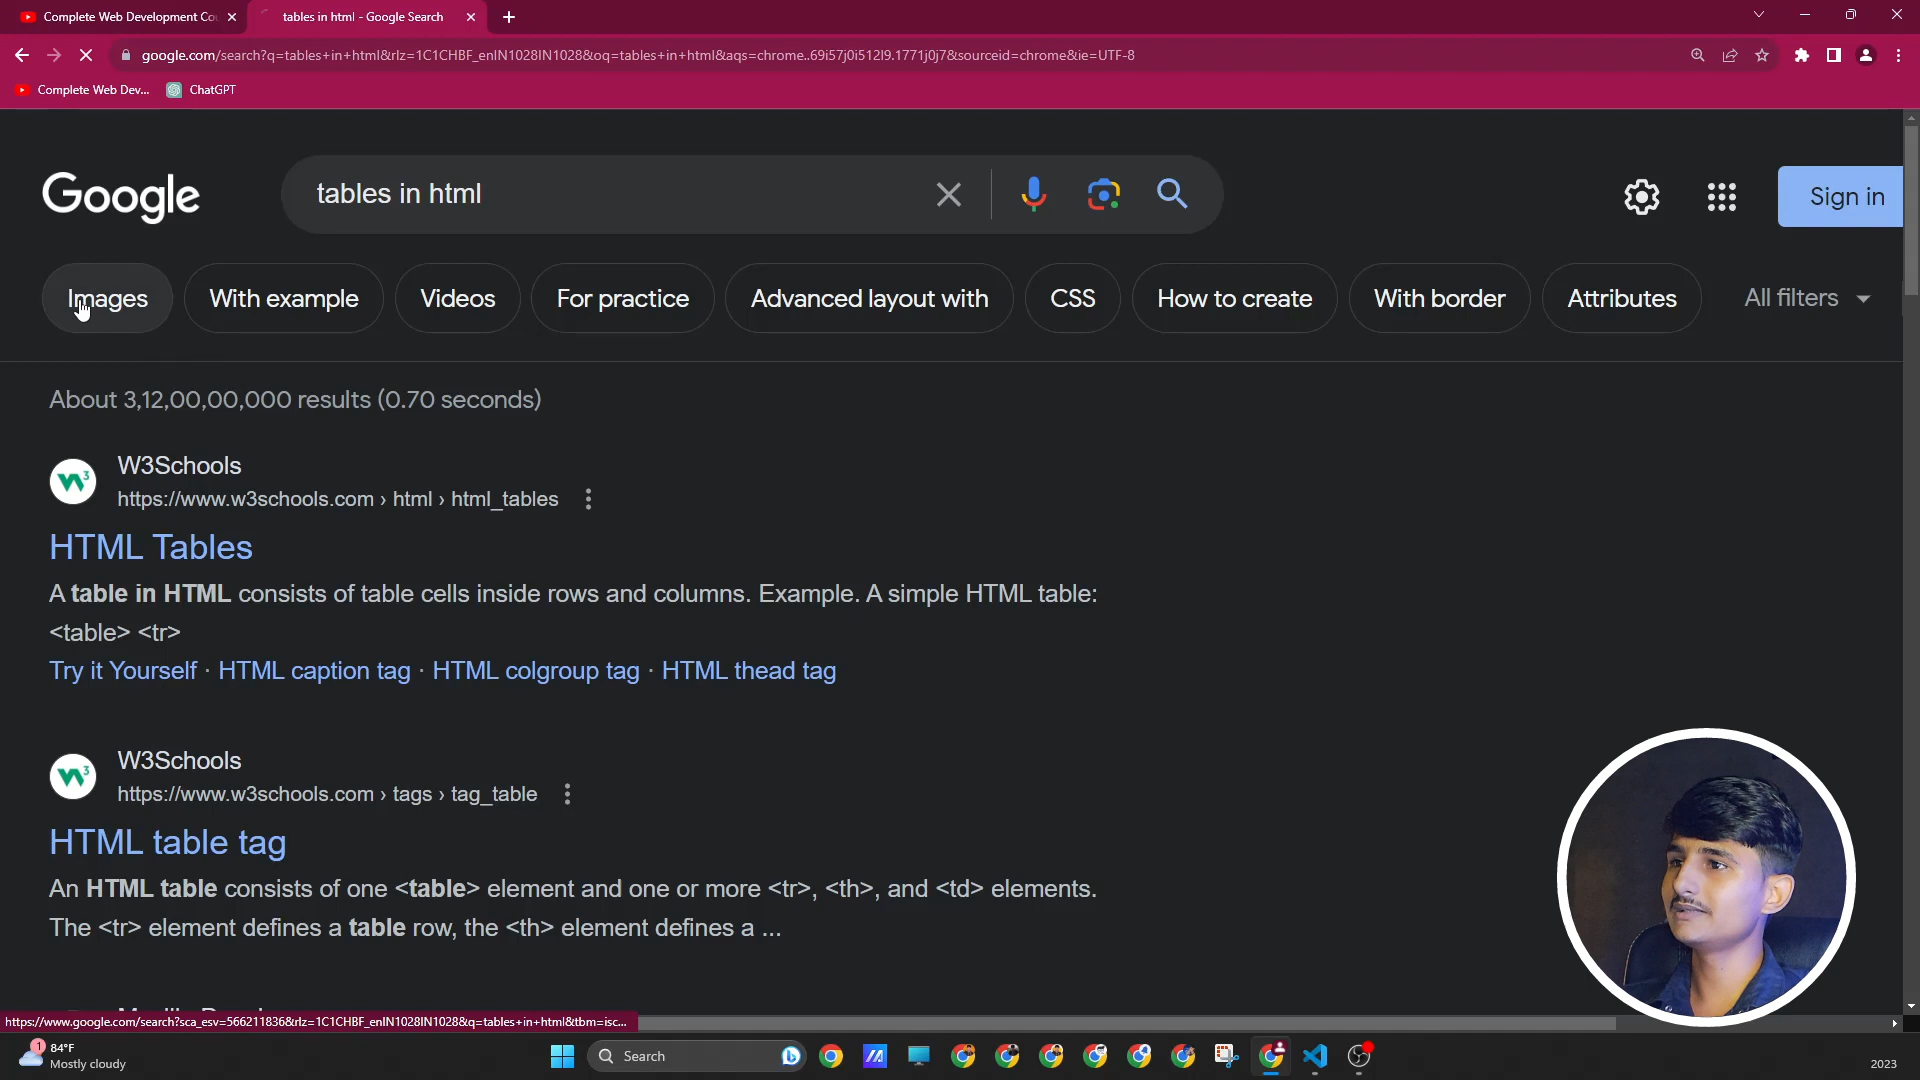 Complete Web Development Co
tables in html - Google Search
google.com/search?q=tables+in+html&rlz=1C1CHBF_enIN1028IN1028&oq=tables+in+html&aqs=chrome..69i57j0i512l9.1771j0j7&sourceid=chrome&ie=UTF-8
Complete Web Dev...
ChatGPT
Google
tables in html
Sign in
Images
With example
Videos
For practice
Advanced layout with
CSS
How to create
With border
Attributes
All filters
About 3,12,00,00,000 results (0.70 seconds)
W3Schools
https://www.w3schools.com › html › html_tables
HTML Tables
A table in HTML consists of table cells inside rows and columns. Example. A simple HTML table:
<table> <tr>
Try it Yourself · HTML caption tag · HTML colgroup tag · HTML thead tag
W3Schools
https://www.w3schools.com › tags › tag_table
HTML table tag
An HTML table consists of one <table> element and one or more <tr>, <th>, and <td> elements.
The <tr> element defines a table row, the <th> element defines a ...
https://www.google.com/search?sca_esv=566211836&rlz=1C1CHBF_enIN1028IN1028&q=tables+in+html&tbm=isc...
1
84°F
Mostly cloudy
Search
2023